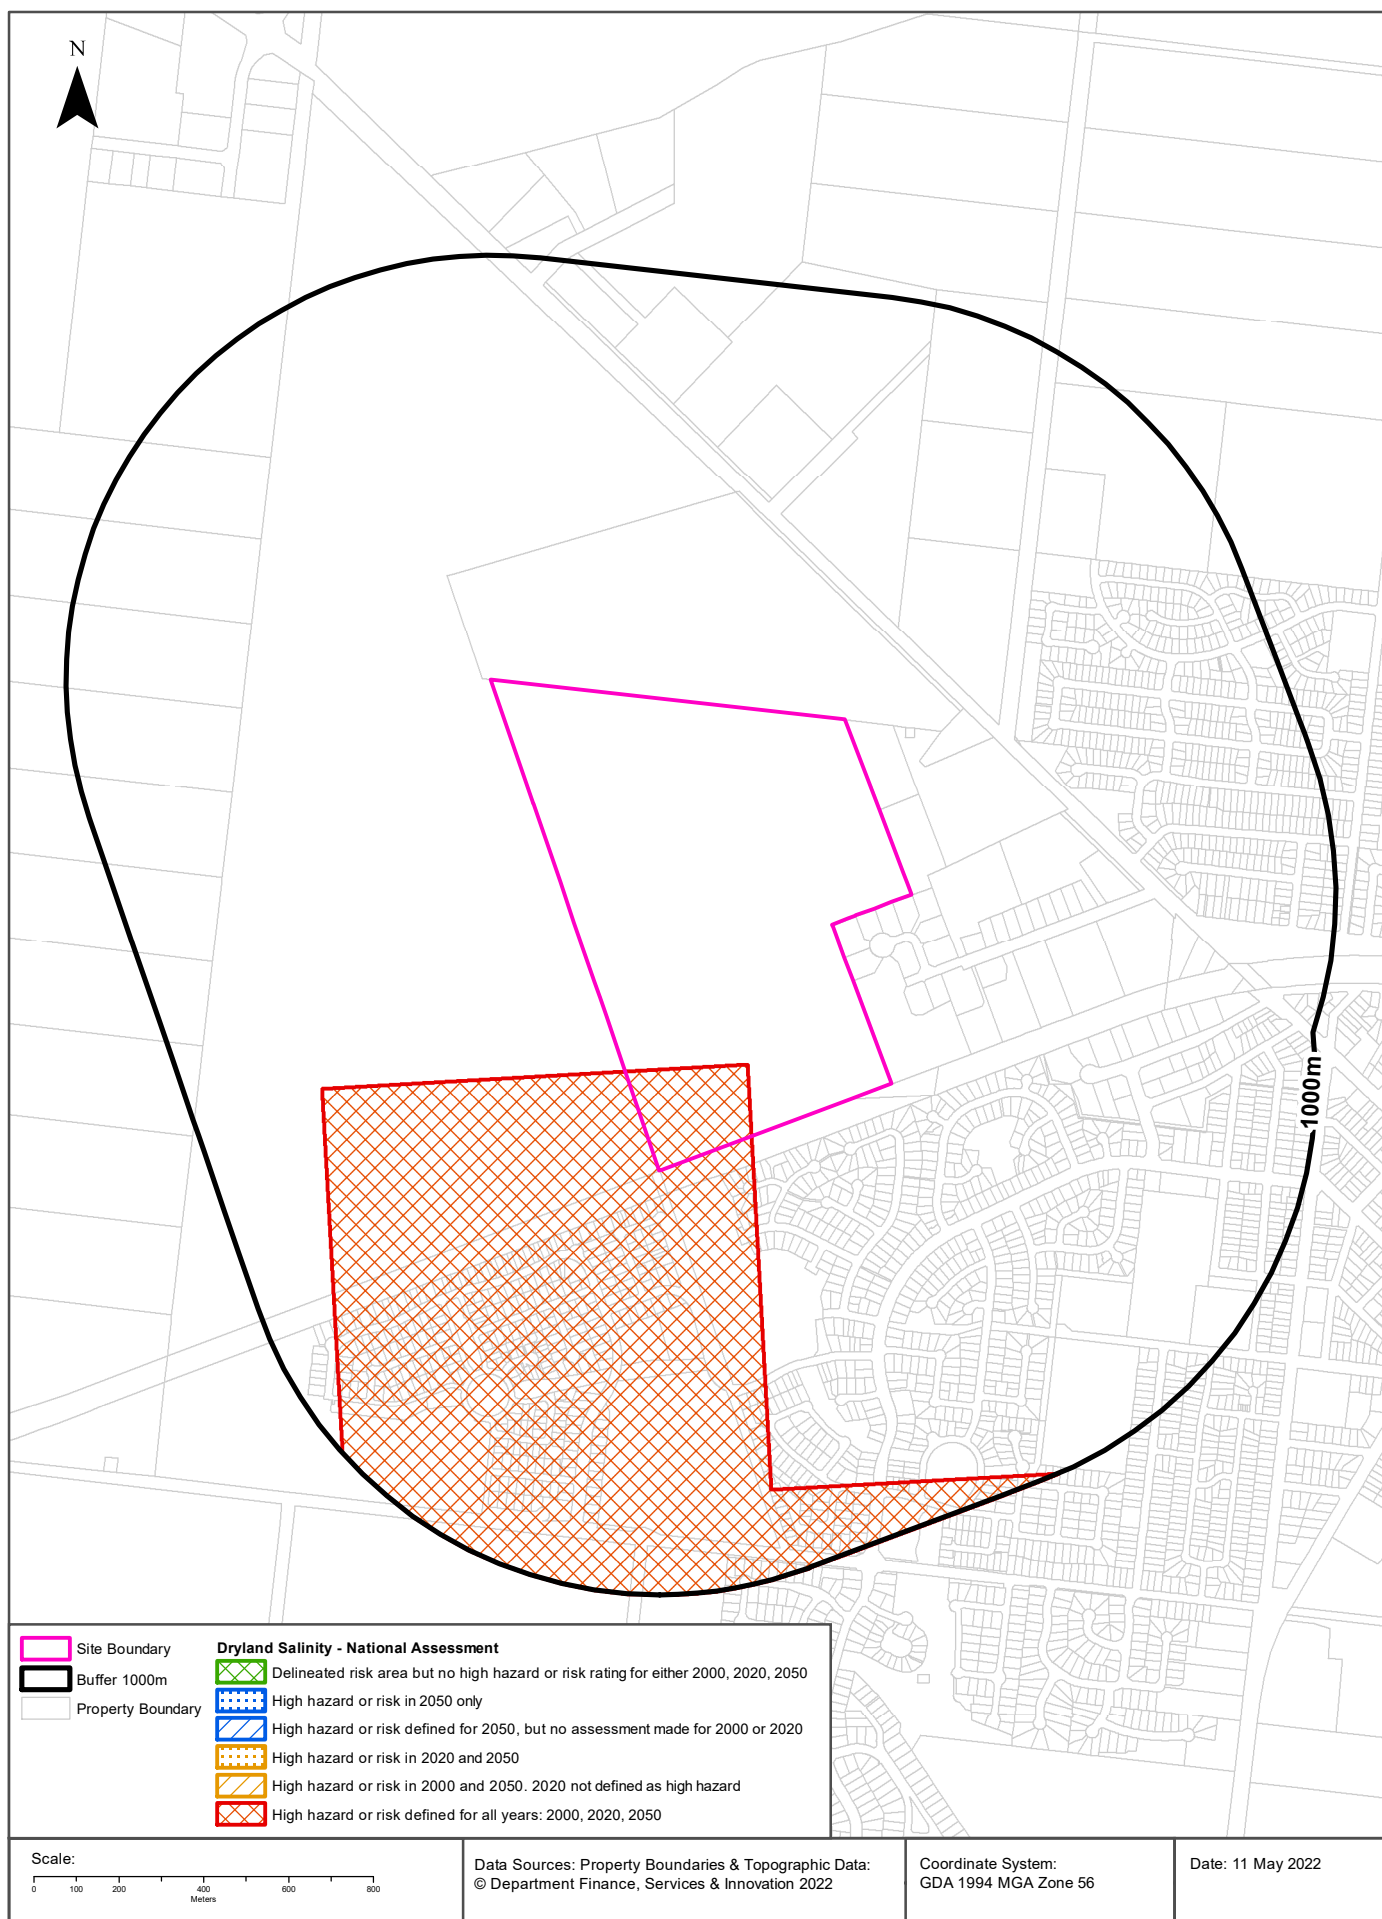 N
1000m
Site Boundary
Buffer 1000m
Property Boundary
Dryland Salinity - National Assessment
Delineated risk area but no high hazard or risk rating for either 2000, 2020, 2050
High hazard or risk in 2050 only
High hazard or risk defined for 2050, but no assessment made for 2000 or 2020
High hazard or risk in 2020 and 2050
High hazard or risk in 2000 and 2050. 2020 not defined as high hazard
High hazard or risk defined for all years: 2000, 2020, 2050
Scale:
0 100 200 400 600 800
Meters
Data Sources: Property Boundaries & Topographic Data:
© Department Finance, Services & Innovation 2022
Coordinate System:
GDA 1994 MGA Zone 56
Date: 11 May 2022